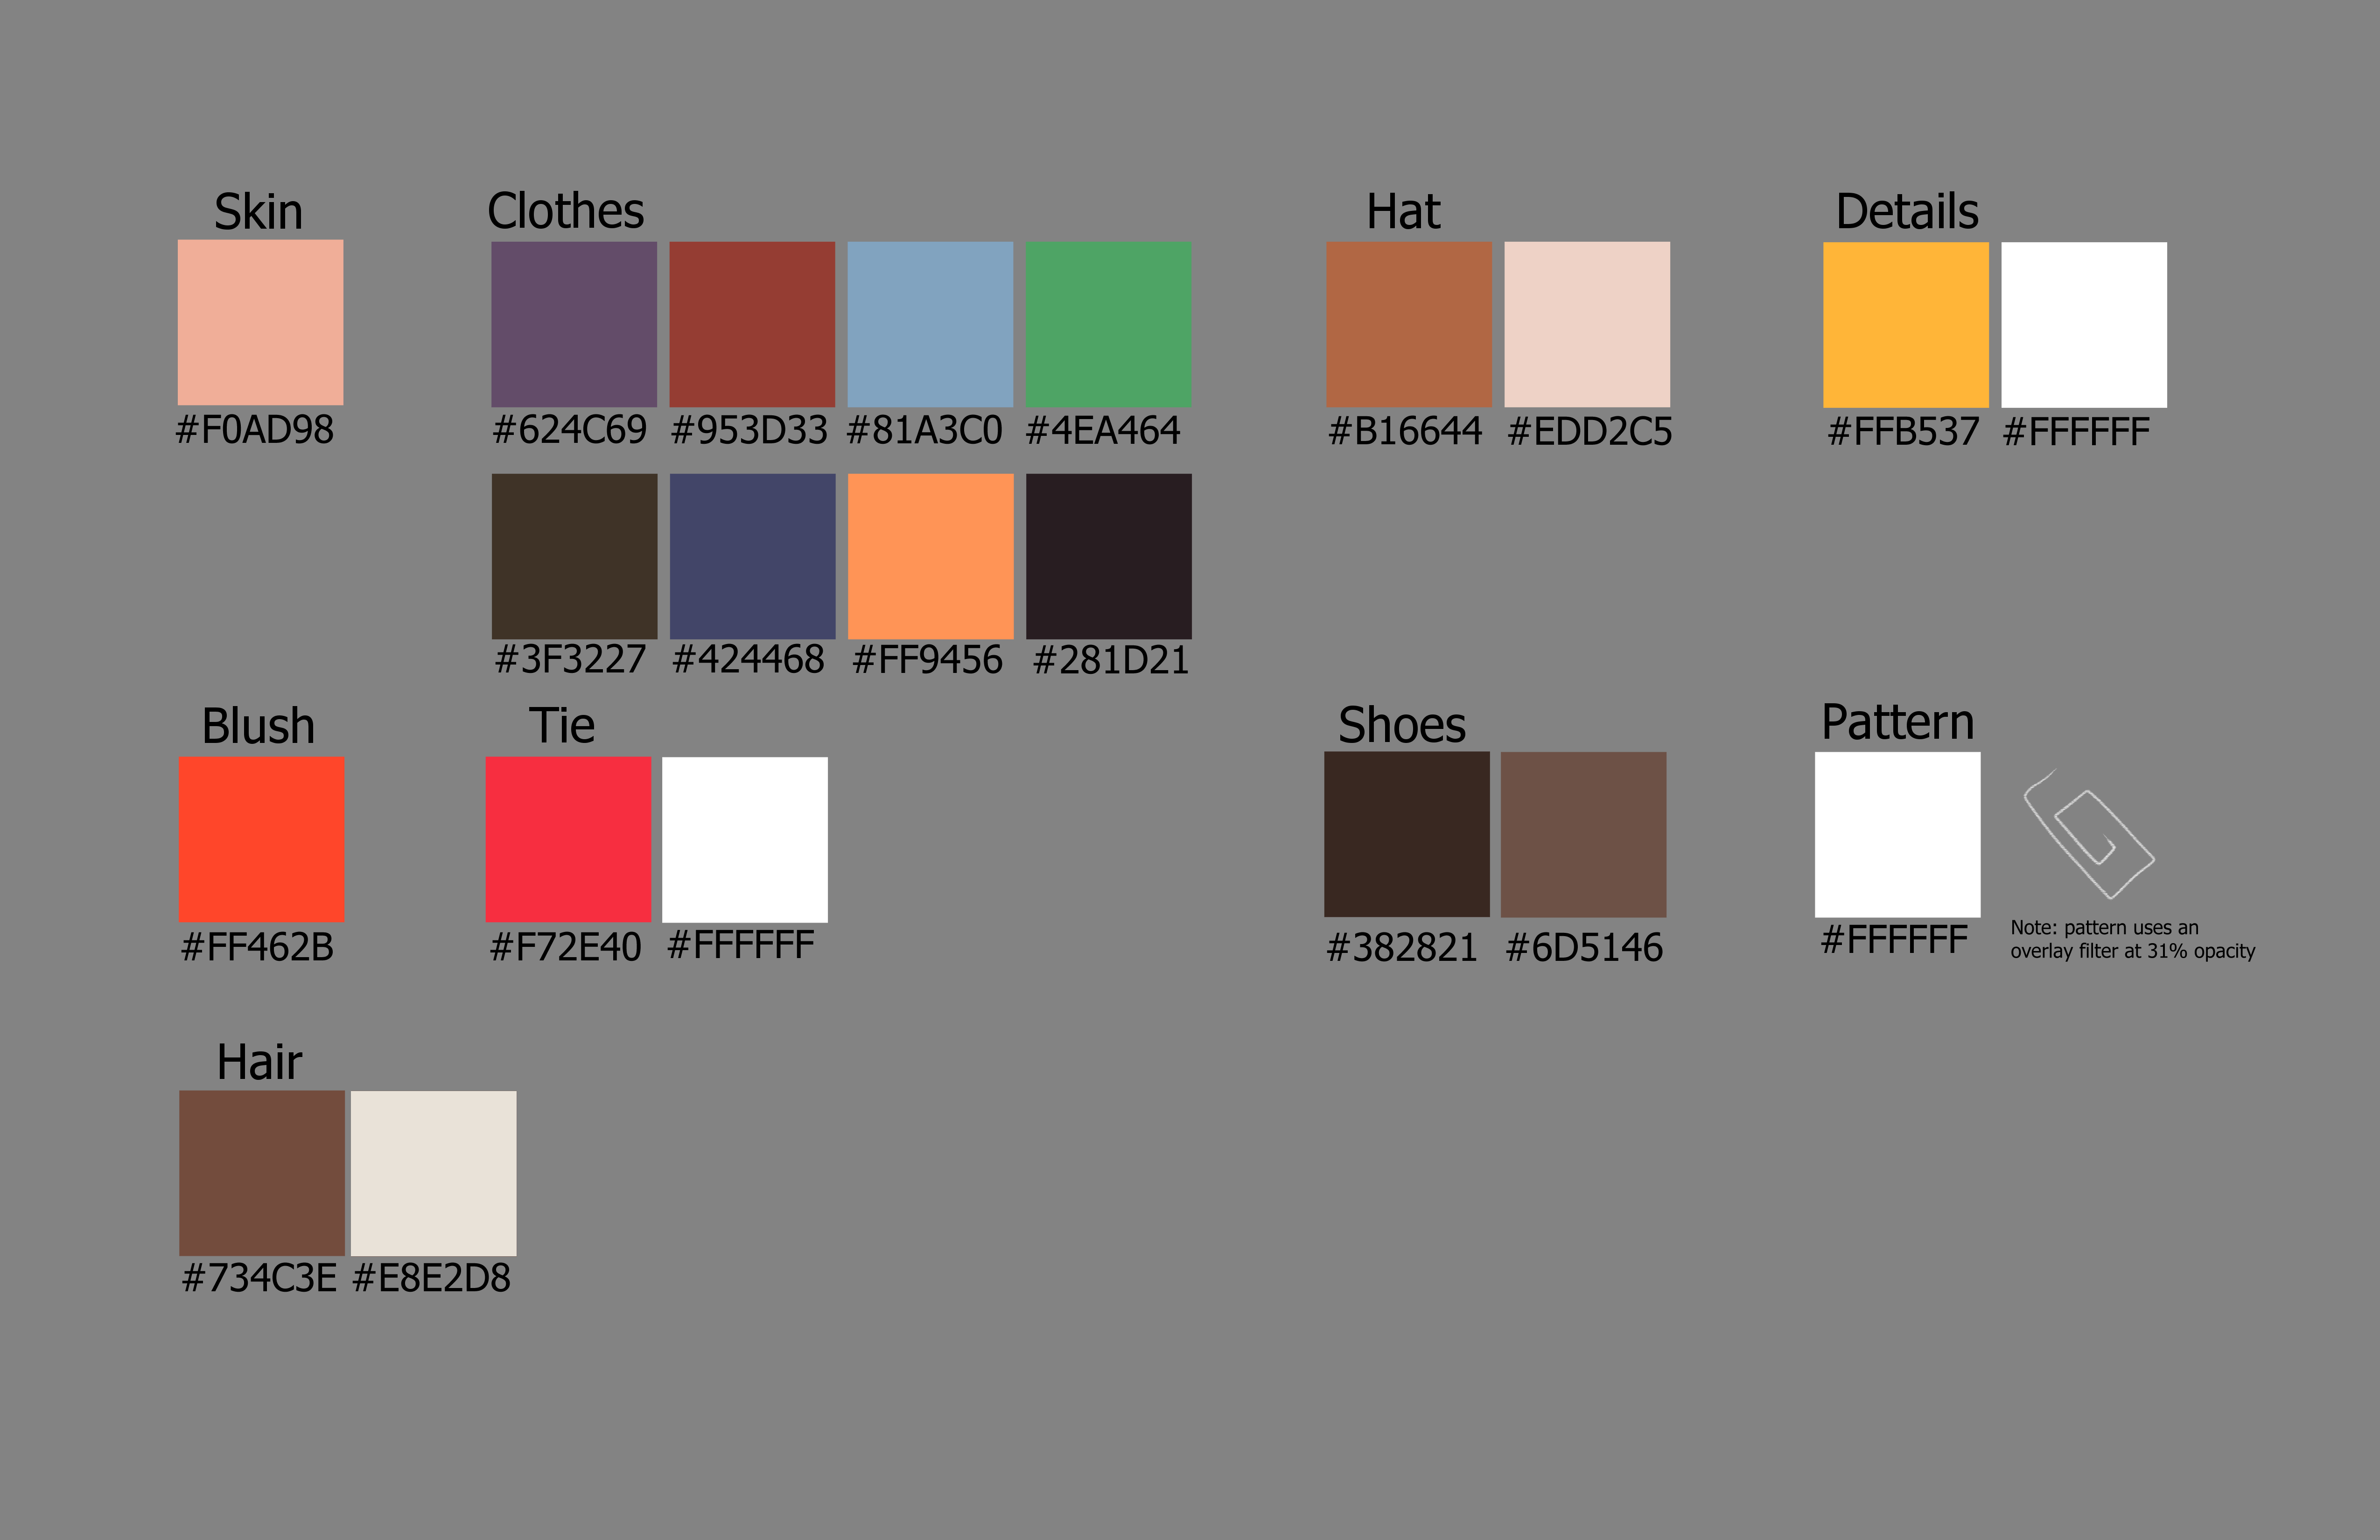 Skin
Clothes
Hat
Details
#F0AD98
#624C69 #953D33 #81A3C0 #4EA464
#B16644 #EDD2C5
#FFB537 #FFFFFF
#3F3227 #424468 #FF9456 #281D21
Blush
Tie
Shoes
Pattern
#FF462B
#F72E40 #FFFFFF
#382821 #6D5146
#FFFFFF
Note: pattern uses an
overlay filter at 31% opacity
Hair
#734C3E #E8E2D8